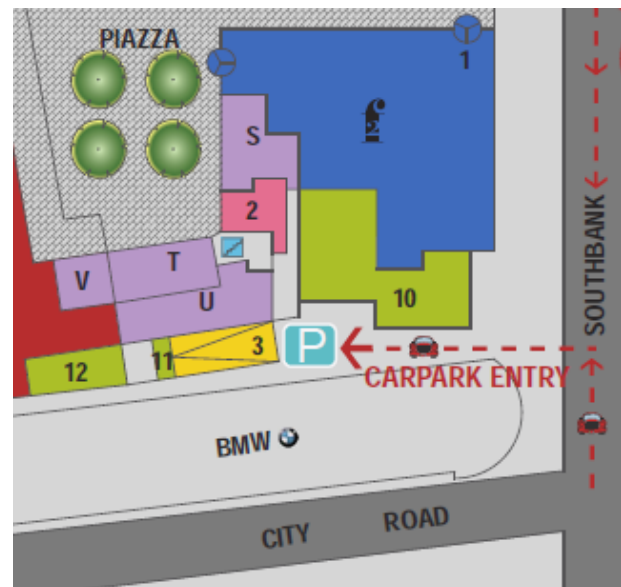 PIAZZA
1
S
2
V
T
U
10
SOUTHBANK
12
11
3
P
CARPARK ENTRY
BMW
CITY ROAD